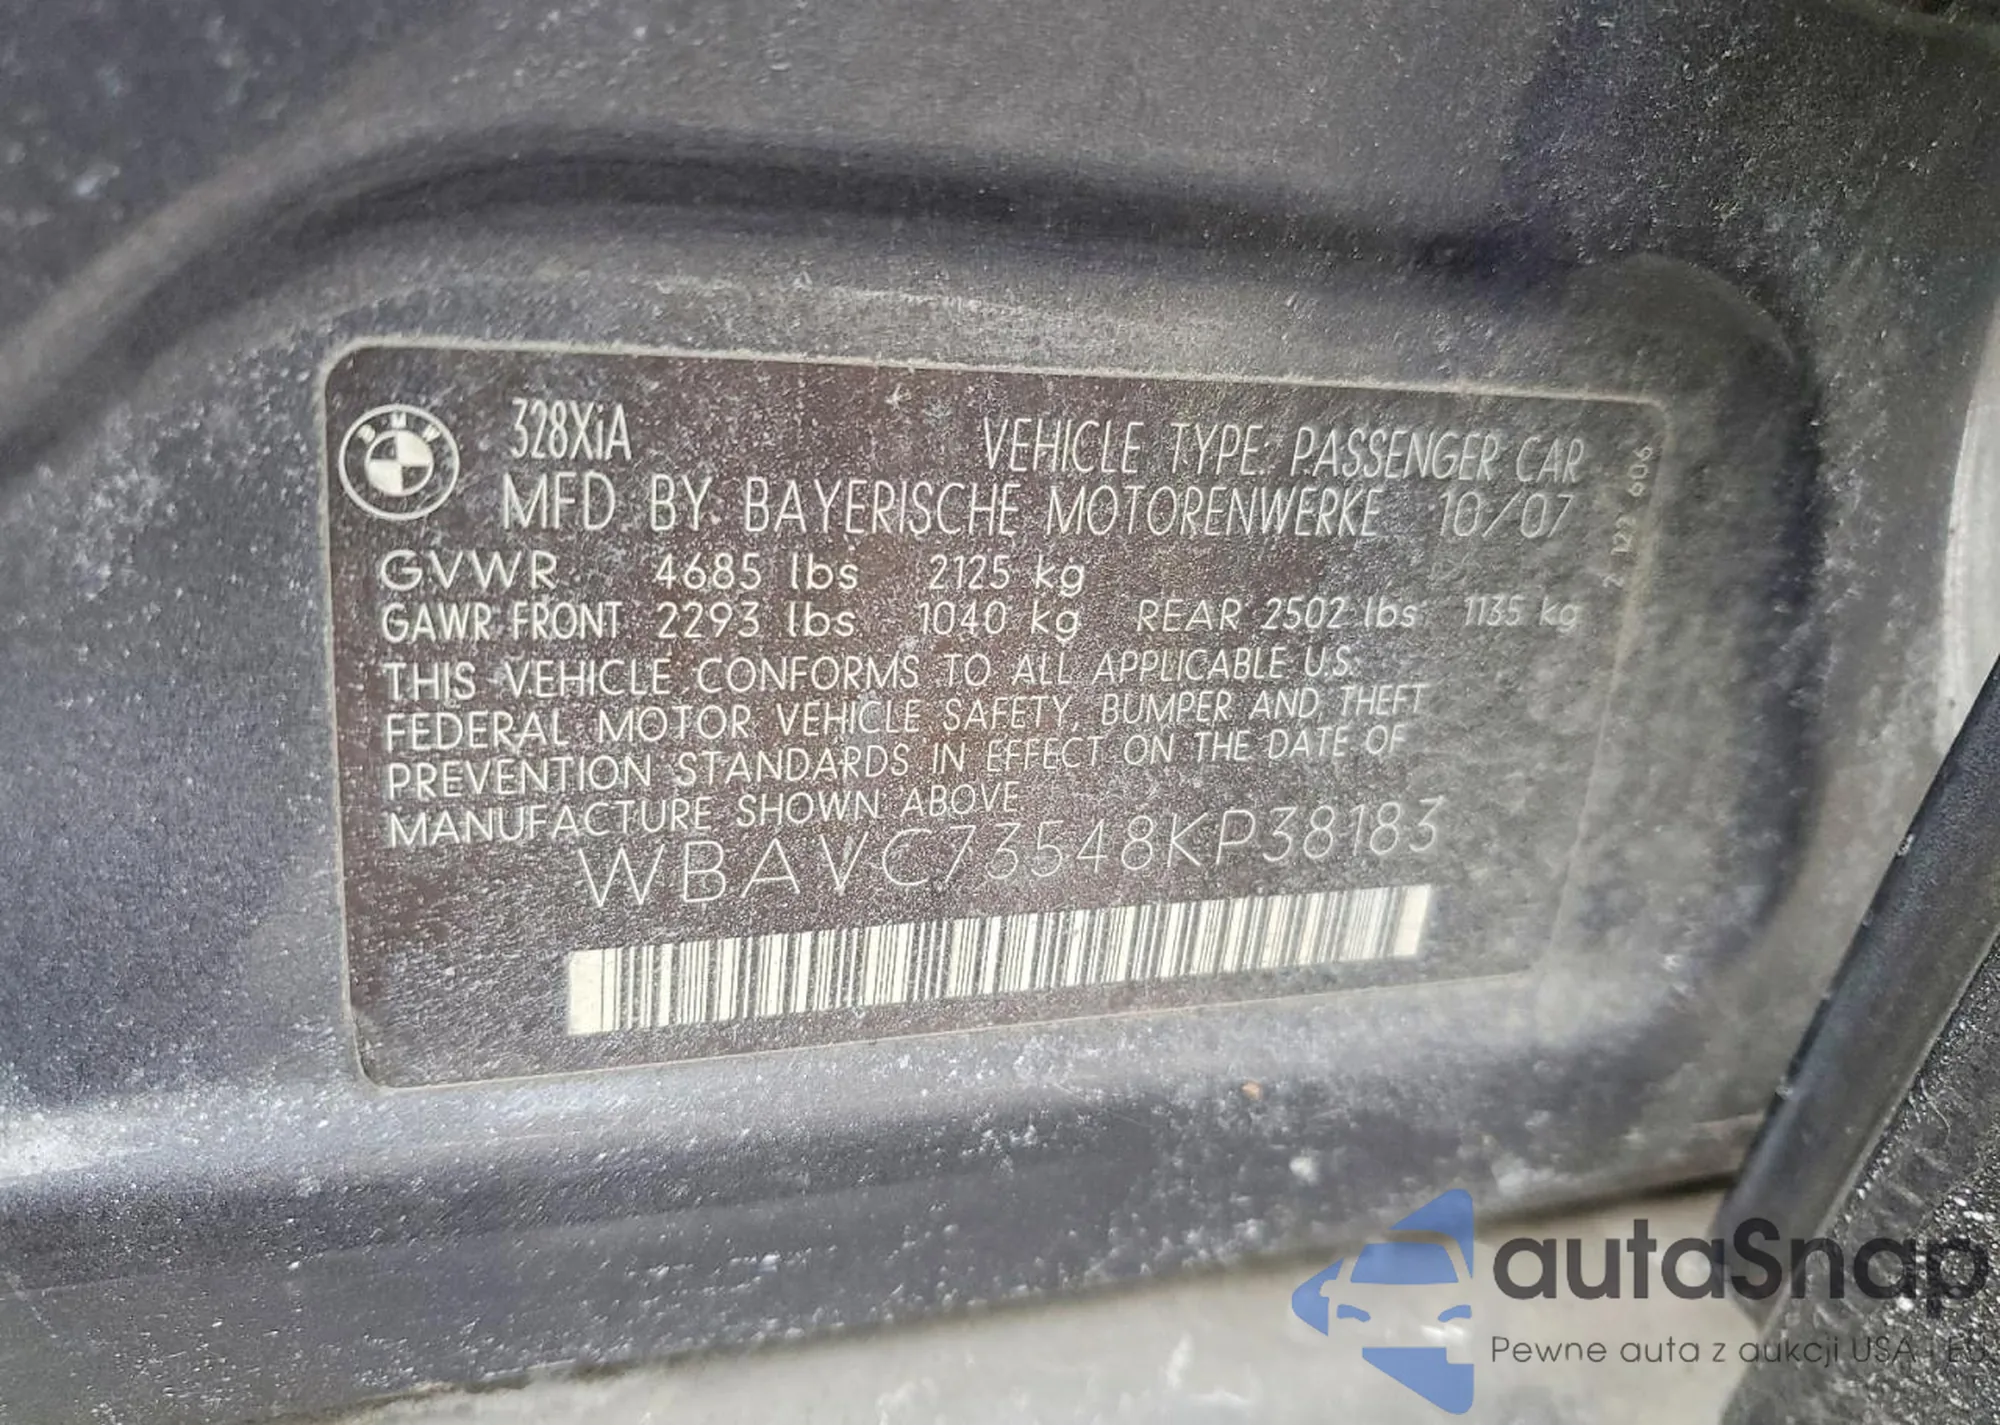 BMW
328XiA
VEHICLE TYPE: PASSENGER CAR
MFD BY BAYERISCHE MOTORENWERKE 10/07
GVWR 4685 lbs 2125 kg
GAWR FRONT 2293 lbs 1040 kg REAR 2502 lbs 1135 kg
THIS VEHICLE CONFORMS TO ALL APPLICABLE U.S.
FEDERAL MOTOR VEHICLE SAFETY, BUMPER AND THEFT
PREVENTION STANDARDS IN EFFECT ON THE DATE OF
MANUFACTURE SHOWN ABOVE
WBAVC73548KP38183
122 606
autaSnap
Pewne auta z aukcji USA i